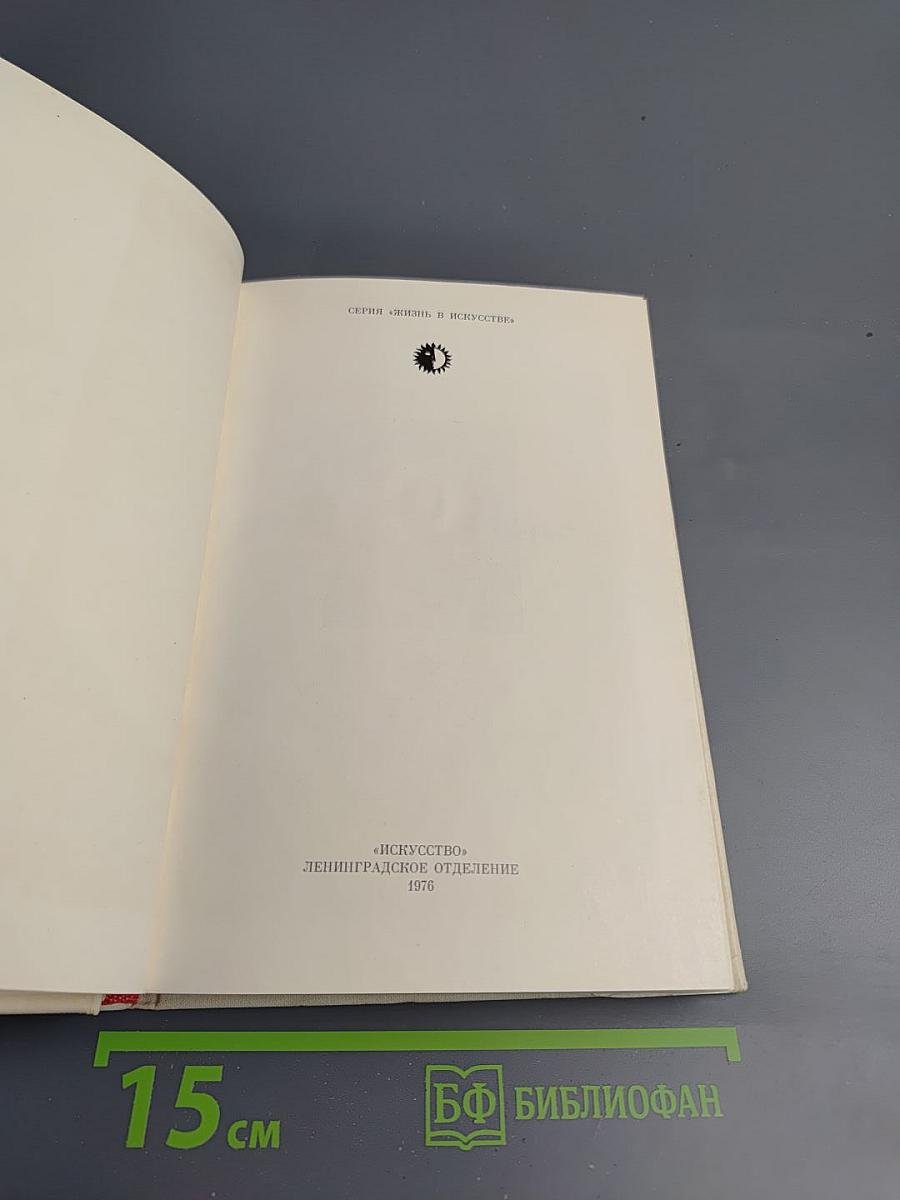 СЕРИЯ «ЖИЗНЬ В ИСКУССТВЕ»
«ИСКУССТВО»
ЛЕНИНГРАДСКОЕ ОТДЕЛЕНИЕ
1976
15 см
БФ БИБЛИОФАН